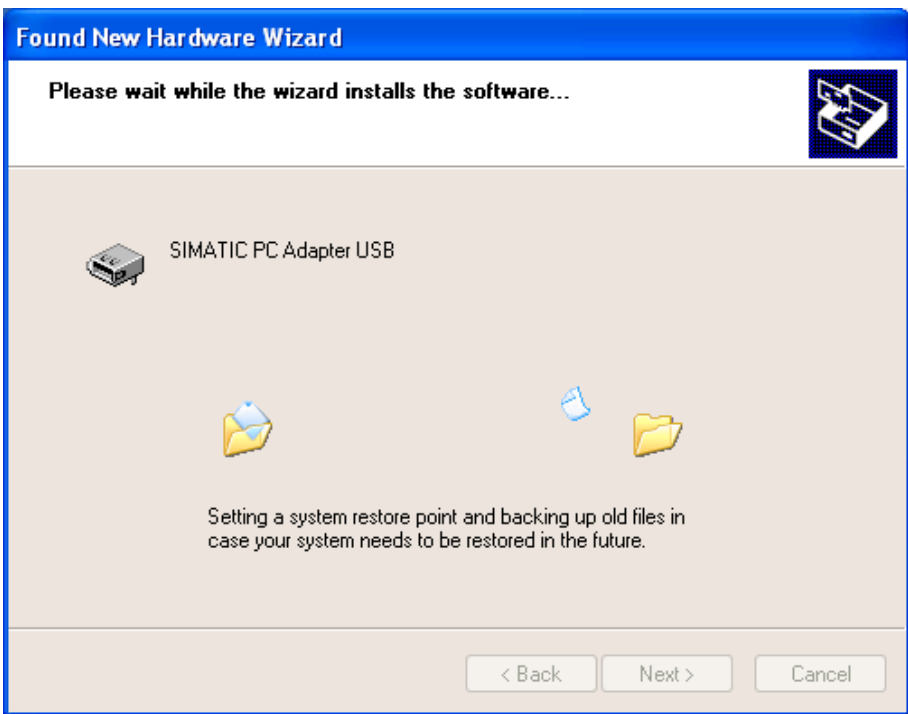 Found New Hardware Wizard
Please wait while the wizard installs the software...
SIMATIC PC Adapter USB
Setting a system restore point and backing up old files in
case your system needs to be restored in the future.
< Back Next > Cancel